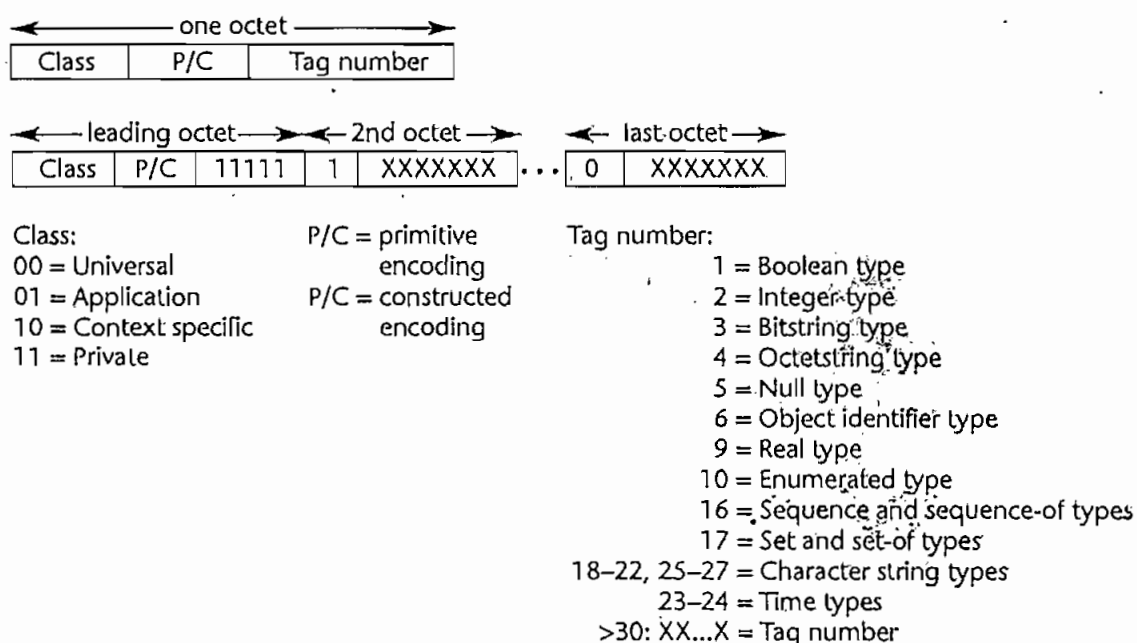 one octet
Class P/C Tag number
leading octet 2nd octet last octet
Class P/C 11111 1 XXXXXXX ... 0 XXXXXXX
Class:
00 = Universal
01 = Application
10 = Context specific
11 = Private
P/C = primitive
encoding
P/C = constructed
encoding
Tag number:
1 = Boolean type
2 = Integer type
3 = Bitstring type
4 = Octetstring type
5 = Null type
6 = Object identifier type
9 = Real type
10 = Enumerated type
16 = Sequence and sequence-of types
17 = Set and set-of types
18–22, 25–27 = Character string types
23–24 = Time types
>30: XX...X = Tag number